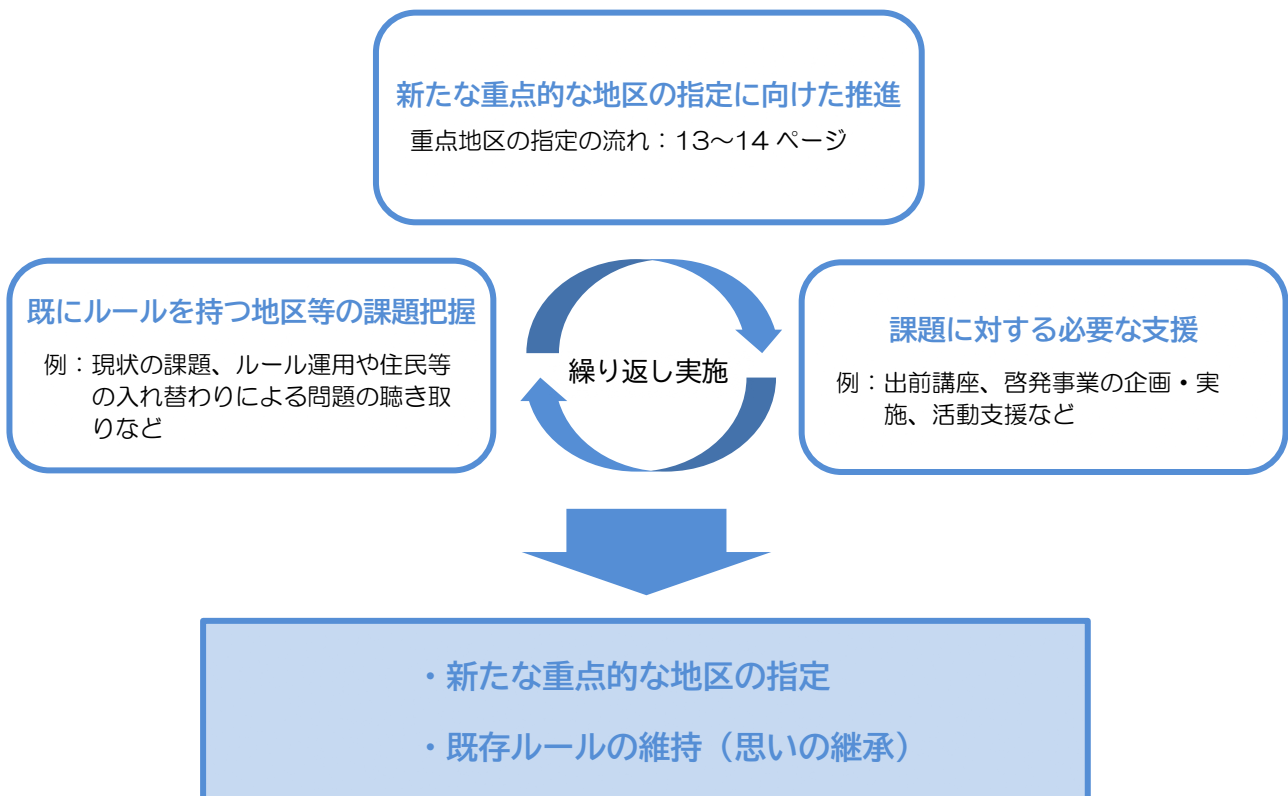 新たな重点的な地区の指定に向けた推進
重点地区の指定の流れ：13～14 ページ
既にルールを持つ地区等の課題把握
例：現状の課題、ルール運用や住民等
の入れ替わりによる問題の聴き取
りなど
繰り返し実施
課題に対する必要な支援
例：出前講座、啓発事業の企画・実
施、活動支援など
・新たな重点的な地区の指定
・既存ルールの維持（思いの継承）